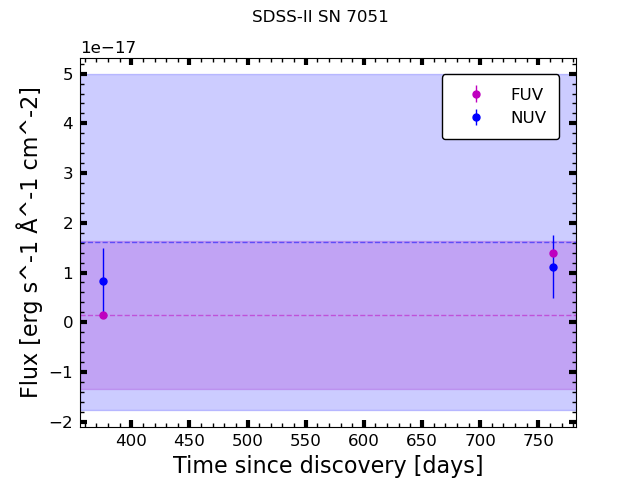 SDSS-II SN 7051
1e−17
FUV
NUV
5
4
3
2
1
0
−1
−2
Flux [erg s^-1 Å^-1 cm^-2]
400 450 500 550 600 650 700 750
Time since discovery [days]